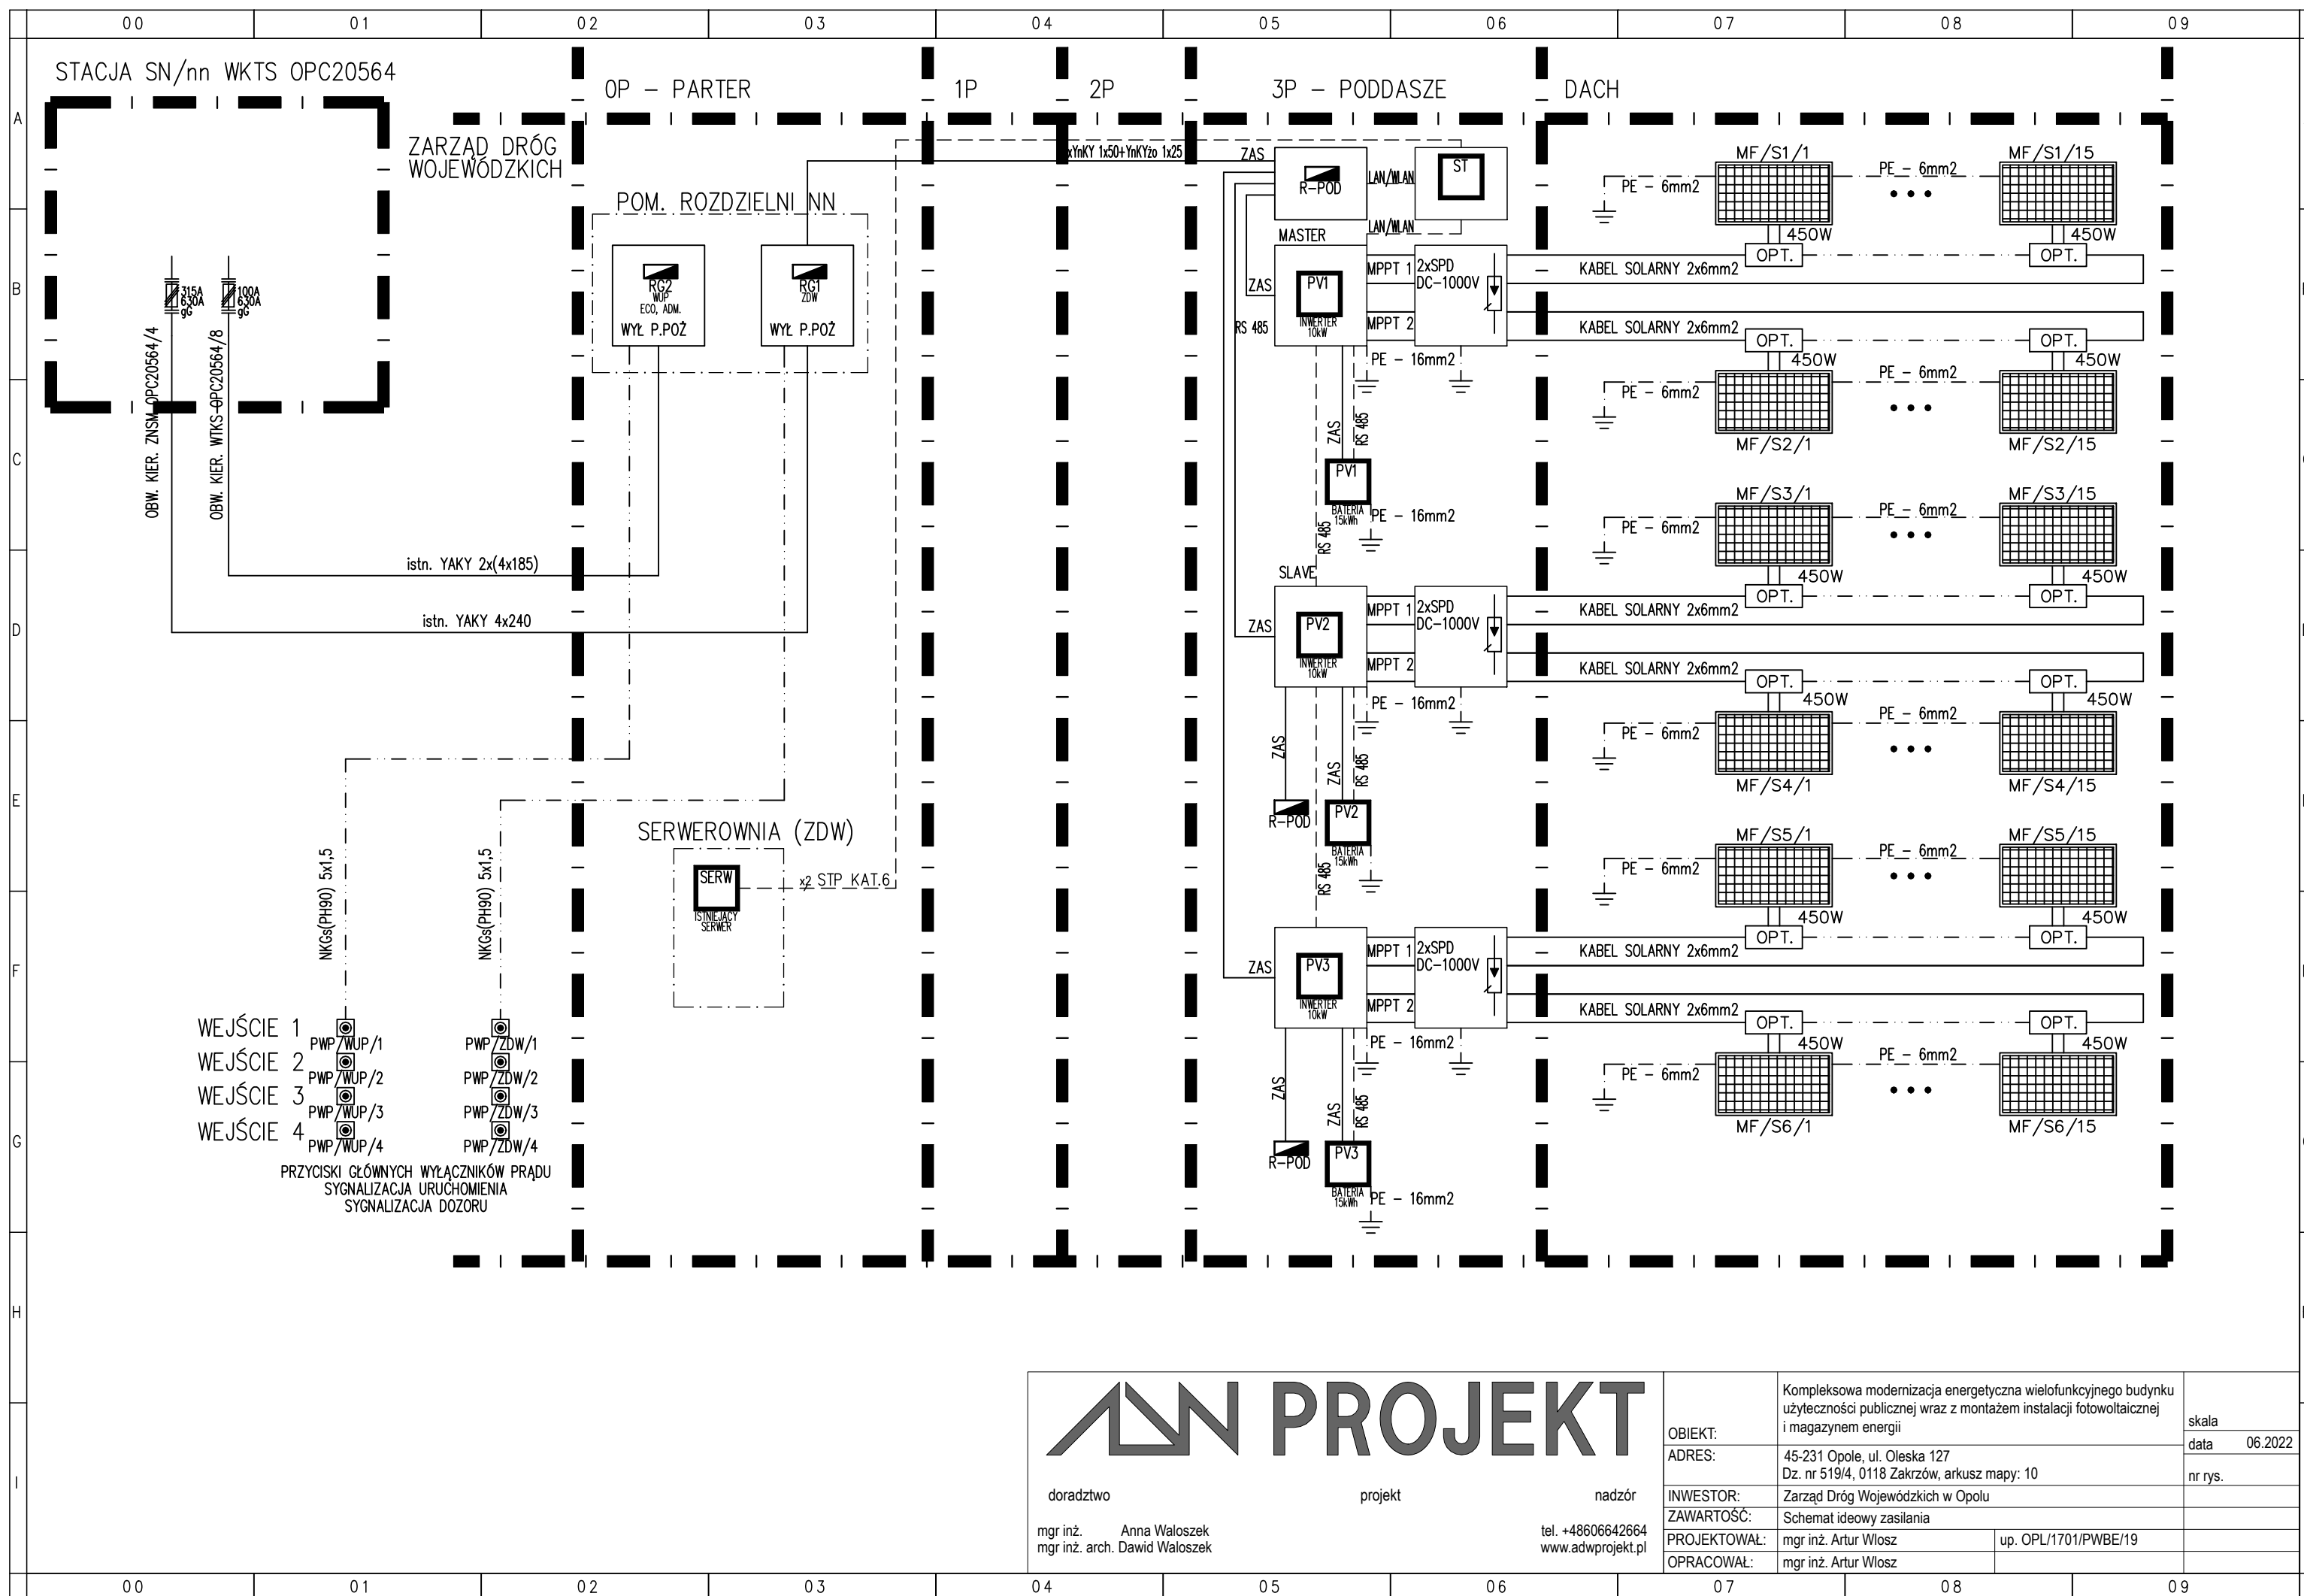 00 01 02 03 04 05 06 07 08 09
A
B
C
D
E
F
G
H
I
STACJA SN/nn WKTS OPC20564
ZARZĄD DRÓG
WOJEWÓDZKICH
0P - PARTER
1P
2P
3P - PODDASZE
DACH
315A
630A
gG
100A
630A
gG
OBW. KIER. ZNSM OPC20564/4
OBW. KIER. WTKS OPC20564/8
istn. YAKY 2x(4x185)
istn. YAKY 4x240
POM. ROZDZIELNI NN
RG2
WUP
ECO, ADM.
WYŁ P.POŻ
RG1
ZDW
WYŁ P.POŻ
SERWEROWNIA (ZDW)
SERW
ISTNIEJĄCY
SERWER
x2 STP KAT.6
NKGs(PH90) 5x1,5
NKGs(PH90) 5x1,5
WEJŚCIE 1
PWP/WUP/1
PWP/ZDW/1
WEJŚCIE 2
PWP/WUP/2
PWP/ZDW/2
WEJŚCIE 3
PWP/WUP/3
PWP/ZDW/3
WEJŚCIE 4
PWP/WUP/4
PWP/ZDW/4
PRZYCISKI GŁÓWNYCH WYŁĄCZNIKÓW PRĄDU
SYGNALIZACJA URUCHOMIENIA
SYGNALIZACJA DOZORU
xYnKY 1x50+YnKYżo 1x25
ZAS
R-POD
LAN/WLAN
ST
LAN/WLAN
MASTER
ZAS
RS 485
PV1
INWERTER
10kW
MPPT 1
MPPT 2
2xSPD
DC-1000V
PE - 16mm2
ZAS
RS 485
PV1
BATERIA
15kWh
PE - 16mm2
RS 485
SLAVE
ZAS
PV2
INWERTER
10kW
MPPT 1
MPPT 2
2xSPD
DC-1000V
PE - 16mm2
ZAS
ZAS
RS 485
R-POD
PV2
BATERIA
15kWh
RS 485
ZAS
PV3
INWERTER
10kW
MPPT 1
MPPT 2
2xSPD
DC-1000V
PE - 16mm2
ZAS
ZAS
RS 485
R-POD
PV3
BATERIA
15kWh
PE - 16mm2
MF/S1/1
PE - 6mm2
MF/S1/15
PE - 6mm2
450W
450W
OPT.
OPT.
KABEL SOLARNY 2x6mm2
KABEL SOLARNY 2x6mm2
OPT.
OPT.
450W
450W
PE - 6mm2
PE - 6mm2
MF/S2/1
MF/S2/15
MF/S3/1
MF/S3/15
PE - 6mm2
PE - 6mm2
450W
450W
OPT.
OPT.
KABEL SOLARNY 2x6mm2
KABEL SOLARNY 2x6mm2
OPT.
OPT.
450W
450W
PE - 6mm2
PE - 6mm2
MF/S4/1
MF/S4/15
MF/S5/1
MF/S5/15
PE - 6mm2
PE - 6mm2
450W
450W
OPT.
OPT.
KABEL SOLARNY 2x6mm2
KABEL SOLARNY 2x6mm2
OPT.
OPT.
450W
450W
PE - 6mm2
PE - 6mm2
MF/S6/1
MF/S6/15
ADW PROJEKT
doradztwo projekt nadzór
mgr inż. Anna Waloszek
mgr inż. arch. Dawid Waloszek
tel. +48606642664
www.adwprojekt.pl
OBIEKT:
Kompleksowa modernizacja energetyczna wielofunkcyjnego budynku
użyteczności publicznej wraz z montażem instalacji fotowoltaicznej
i magazynem energii
skala
data 06.2022
nr rys.
ADRES:
45-231 Opole, ul. Oleska 127
Dz. nr 519/4, 0118 Zakrzów, arkusz mapy: 10
INWESTOR: Zarząd Dróg Wojewódzkich w Opolu
ZAWARTOŚĆ: Schemat ideowy zasilania
PROJEKTOWAŁ: mgr inż. Artur Wlosz up. OPL/1701/PWBE/19
OPRACOWAŁ: mgr inż. Artur Wlosz
00 01 02 03 04 05 06 07 08 09